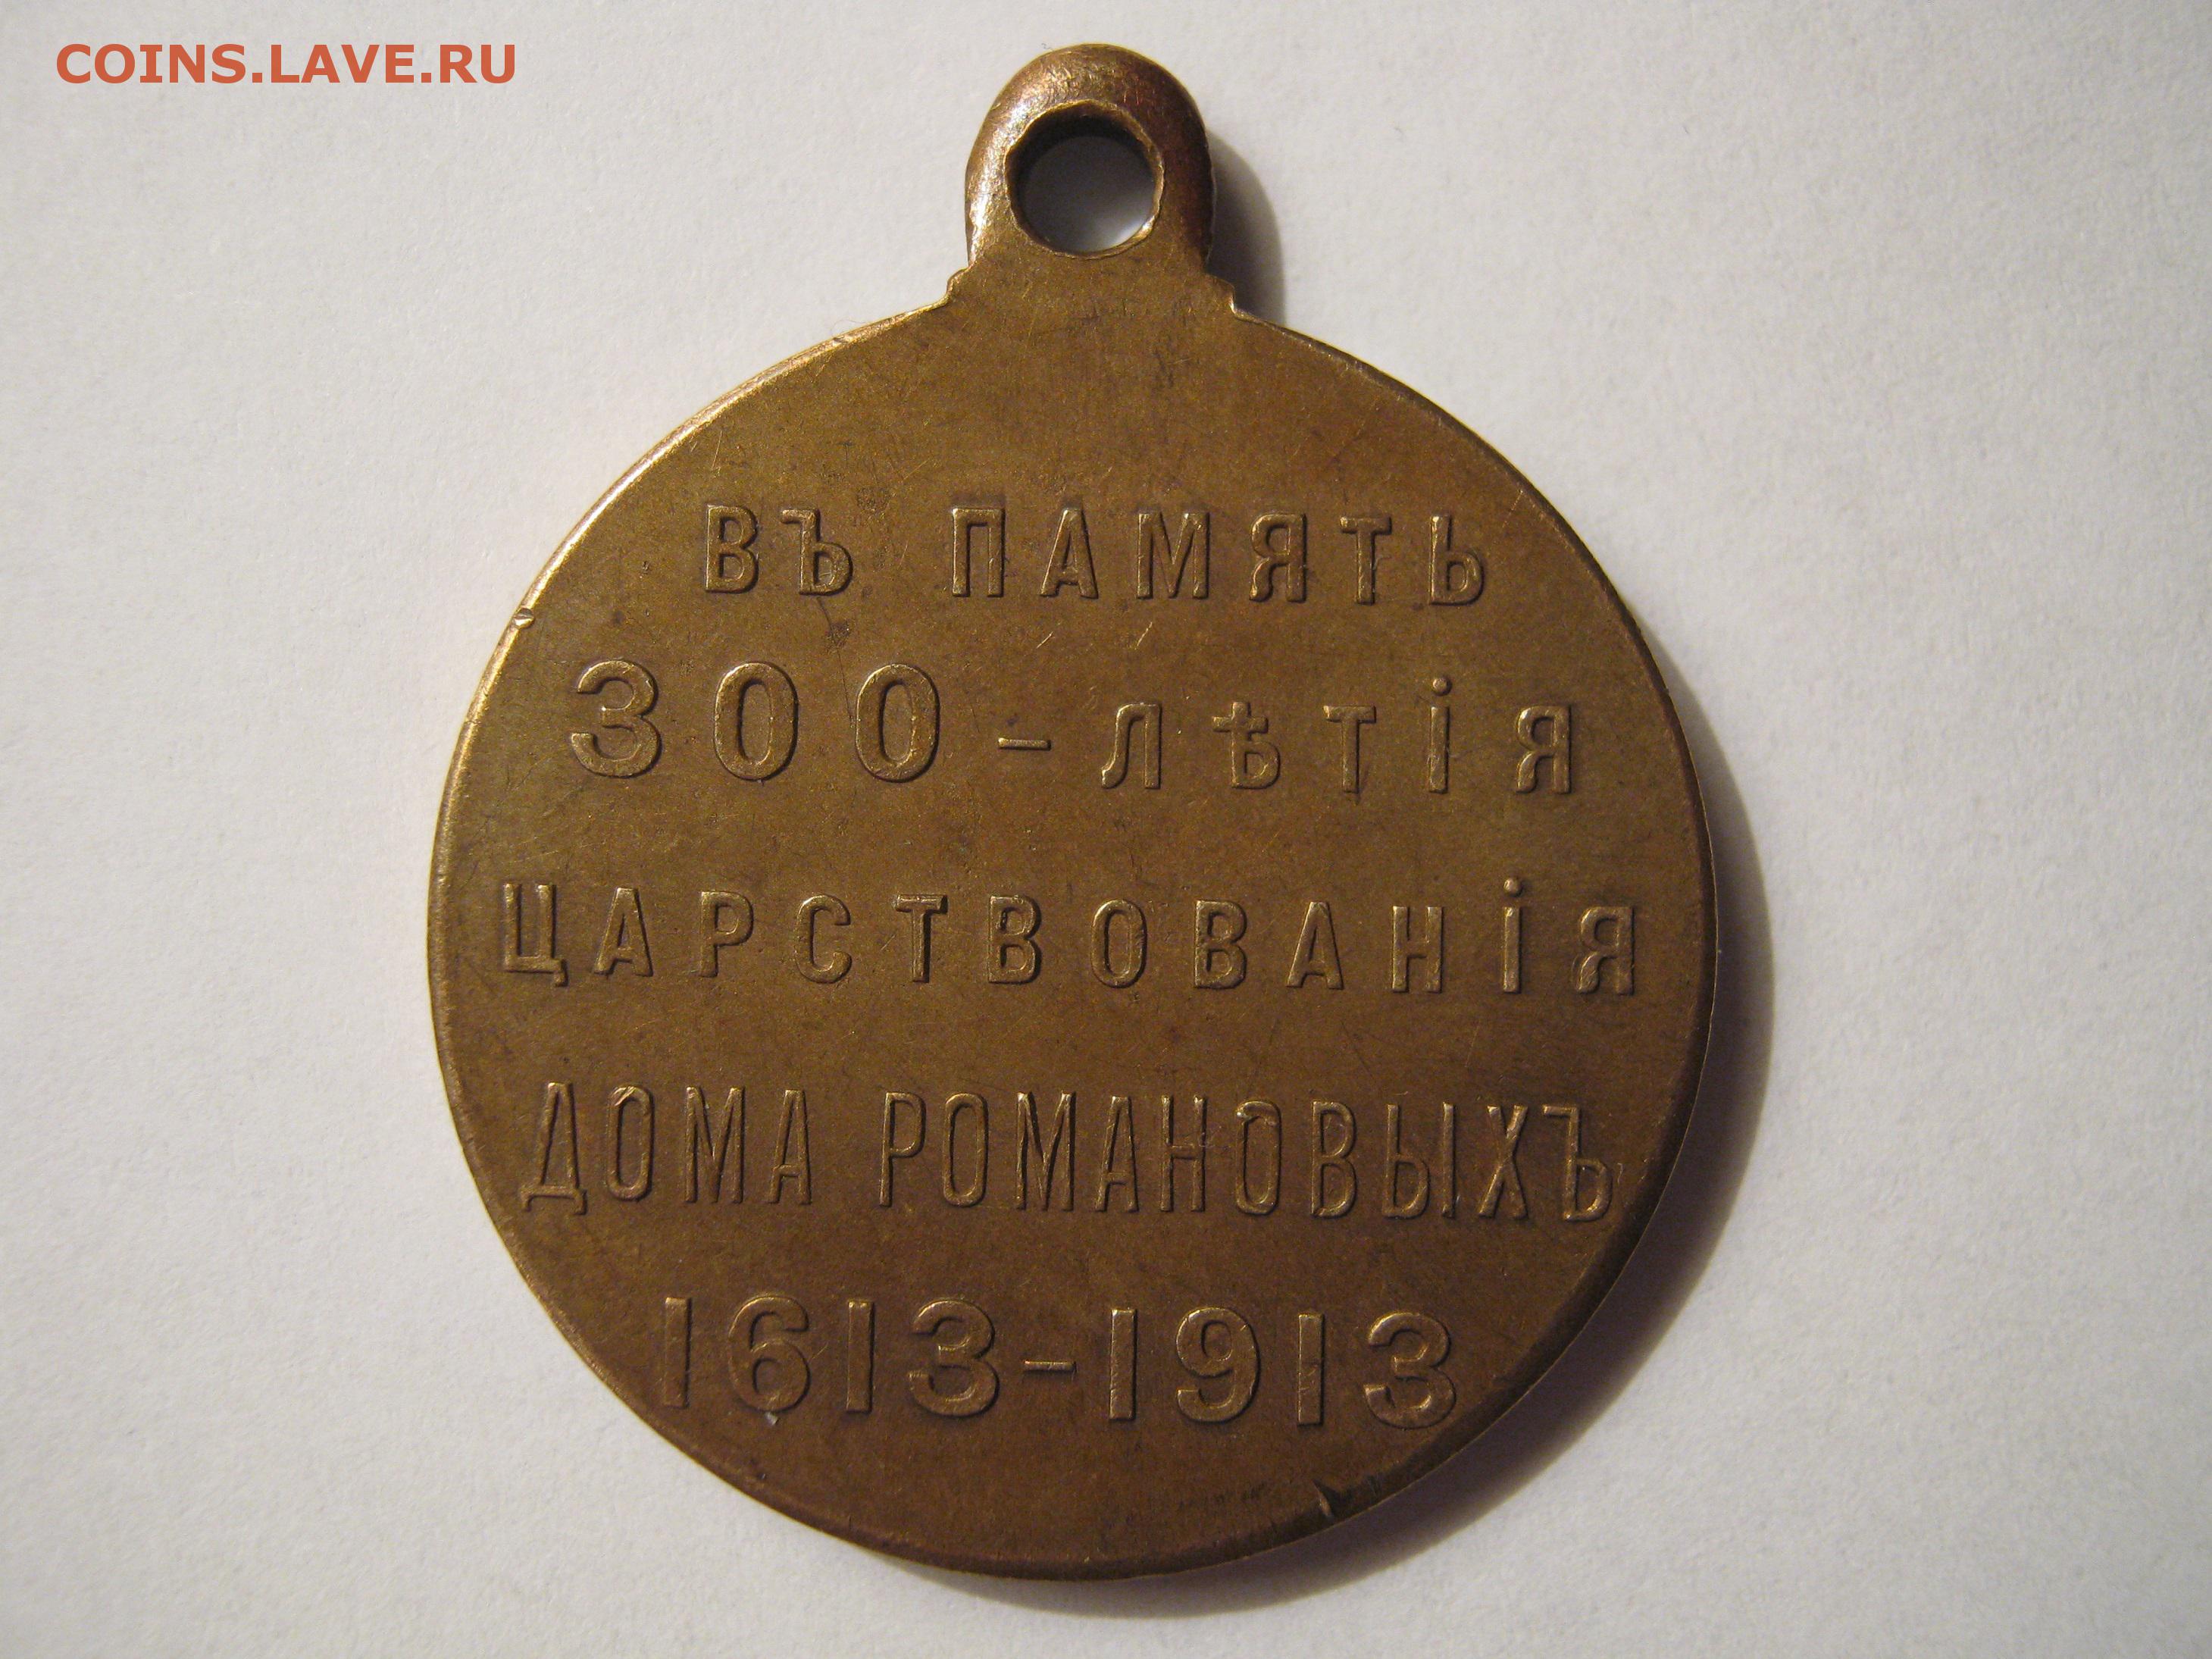 COINS.LAVE.RU
ВЪ ПАМЯТЬ
300-лѣтія
ЦАРСТВОВАНІЯ
ДОМА РОМАНОВЫХЪ
1613-1913